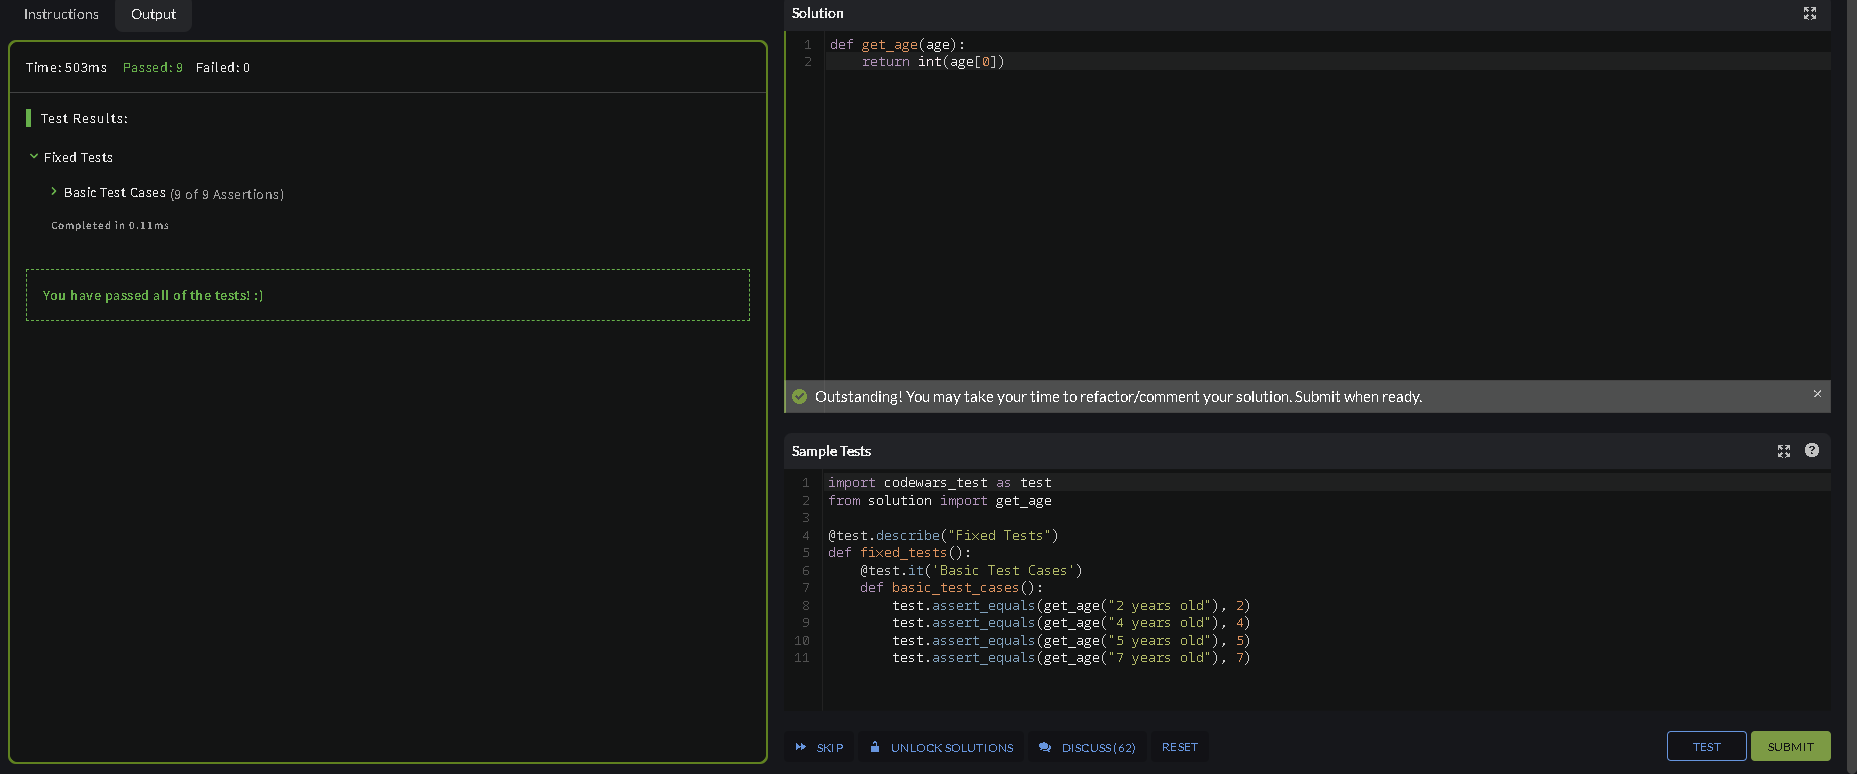 Instructions
Output
Time: 503ms Passed: 9 Failed: 0
Test Results:
Fixed Tests
Basic Test Cases (9 of 9 Assertions)
Completed in 0.11ms
You have passed all of the tests! :)
Solution
1 def get_age(age):
2     return int(age[0])
Outstanding! You may take your time to refactor/comment your solution. Submit when ready.
Sample Tests
1 import codewars_test as test
2 from solution import get_age
3
4 @test.describe("Fixed Tests")
5 def fixed_tests():
6     @test.it('Basic Test Cases')
7     def basic_test_cases():
8         test.assert_equals(get_age("2 years old"), 2)
9         test.assert_equals(get_age("4 years old"), 4)
10         test.assert_equals(get_age("5 years old"), 5)
11         test.assert_equals(get_age("7 years old"), 7)
SKIP UNLOCK SOLUTIONS DISCUSS (62) RESET TEST SUBMIT